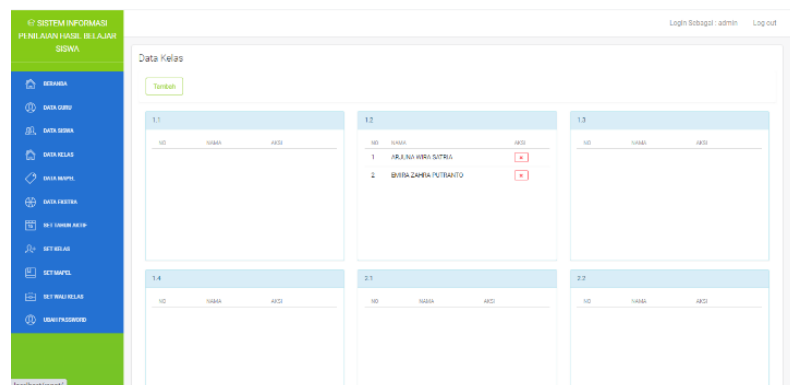 SISTEM INFORMASI
PENILAIAN HASIL BELAJAR
SISWA
Login Sebagai : admin Log out
BERANDA
DATA GURU
DATA SISWA
DATA KELAS
DATA MAPEL
DATA EKSTRA
SET TAHUN AKTIF
SET KELAS
SET MAPEL
SET WALI KELAS
UBAH PASSWORD
Data Kelas
Tambah
1.1
NO NAMA AKSI
1.2
NO NAMA AKSI
1 ARJUNA WIRA SATRIA x
2 EMIRA ZAHRA PUTRANTO x
1.3
NO NAMA AKSI
1.4
NO NAMA AKSI
2.1
NO NAMA AKSI
2.2
NO NAMA AKSI